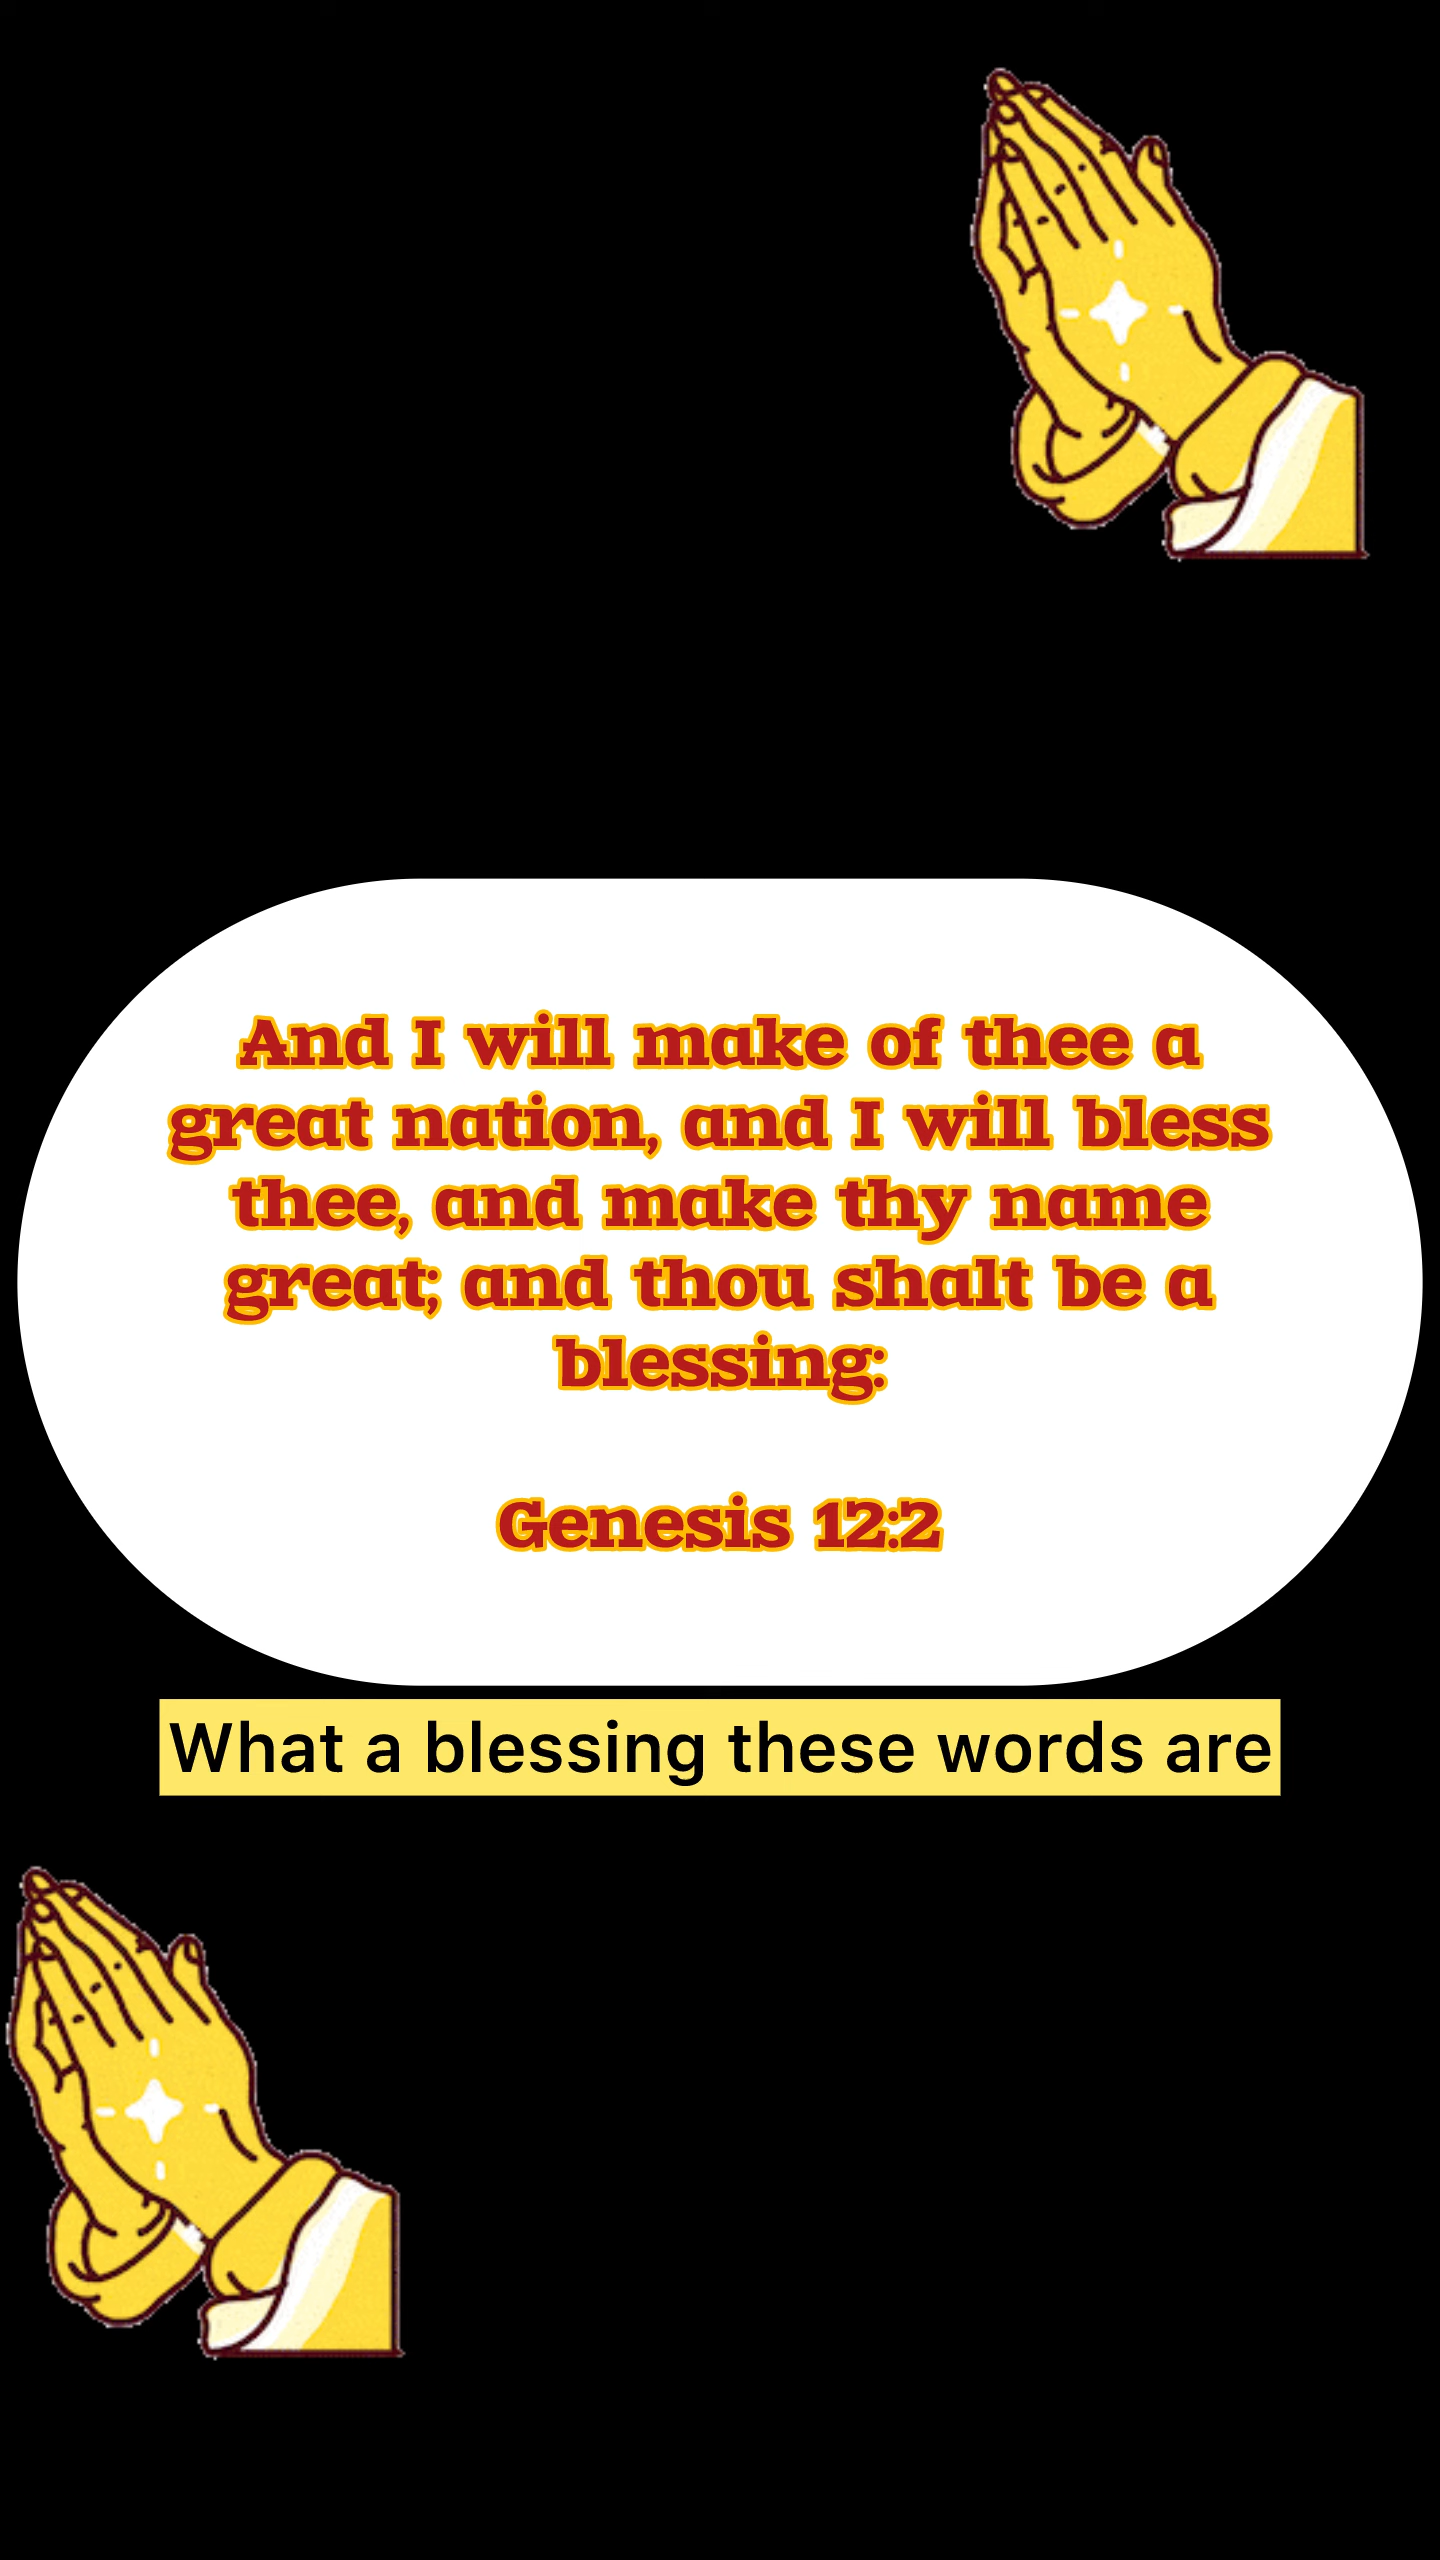 And I will make of thee a
great nation, and I will bless
thee, and make thy name
great; and thou shalt be a
blessing:
Genesis 12:2
What a blessing these words are